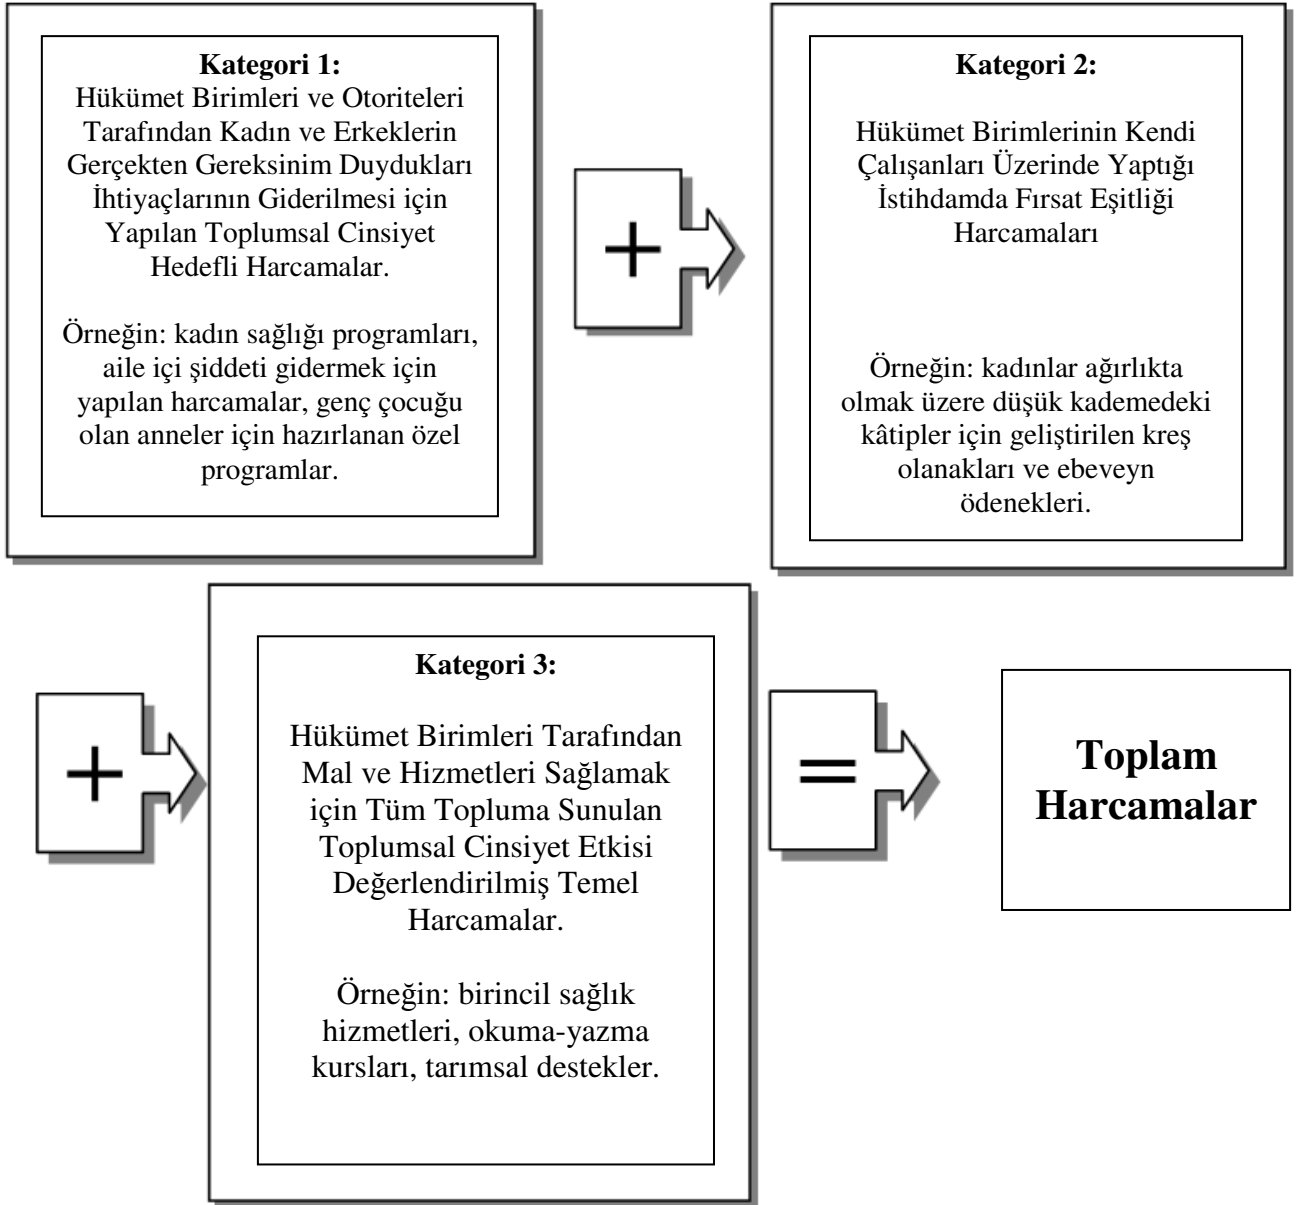 Kategori 1:
Hükümet Birimleri ve Otoriteleri
Tarafından Kadın ve Erkeklerin
Gerçekten Gereksinim Duydukları
İhtiyaçlarının Giderilmesi için
Yapılan Toplumsal Cinsiyet
Hedefli Harcamalar.
Örneğin: kadın sağlığı programları,
aile içi şiddeti gidermek için
yapılan harcamalar, genç çocuğu
olan anneler için hazırlanan özel
programlar.
+
Kategori 2:
Hükümet Birimlerinin Kendi
Çalışanları Üzerinde Yaptığı
İstihdamda Fırsat Eşitliği
Harcamaları
Örneğin: kadınlar ağırlıkta
olmak üzere düşük kademedeki
kâtipler için geliştirilen kreş
olanakları ve ebeveyn
ödenekleri.
+
Kategori 3:
Hükümet Birimleri Tarafından
Mal ve Hizmetleri Sağlamak
için Tüm Topluma Sunulan
Toplumsal Cinsiyet Etkisi
Değerlendirilmiş Temel
Harcamalar.
Örneğin: birincil sağlık
hizmetleri, okuma-yazma
kursları, tarımsal destekler.
=
Toplam
Harcamalar